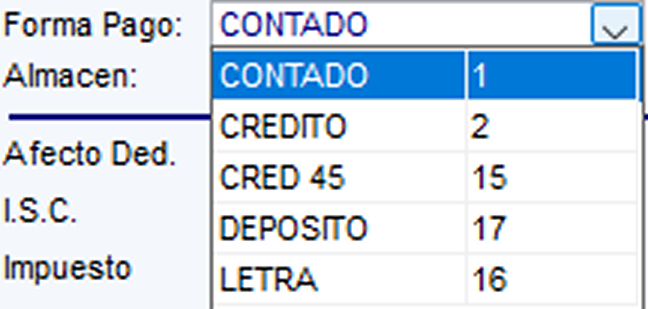 Forma Pago: CONTADO
Almacen: CONTADO 1
CREDITO 2
Afecto Ded. CRED 45 15
I.S.C. DEPOSITO 17
Impuesto LETRA 16